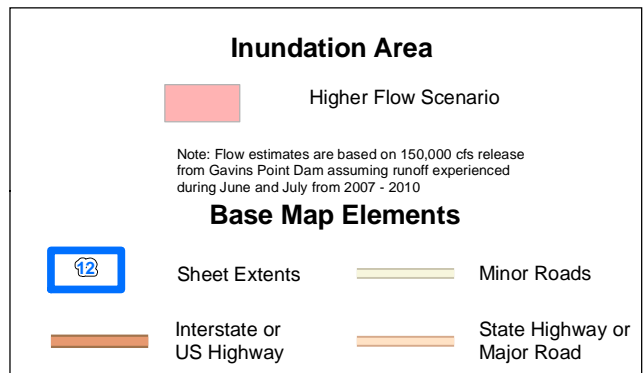 Inundation Area
Higher Flow Scenario
Note: Flow estimates are based on 150,000 cfs release
from Gavins Point Dam assuming runoff experienced
during June and July from 2007 - 2010
Base Map Elements
12
Sheet Extents
Minor Roads
Interstate or
US Highway
State Highway or
Major Road